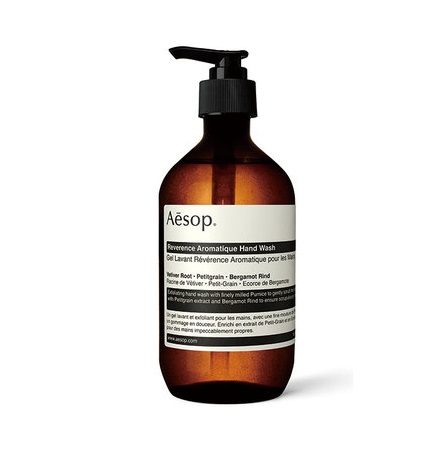 Aēsop.
Reverence Aromatique Hand Wash
Gel Lavant Révérence Aromatique pour les Mains
Vetiver Root • Petitgrain • Bergamot Rind
Racine de Vétiver • Petit-Grain • Ecorce de Bergamote
Exfoliating hand wash with finely milled Pumice to gently
with Petitgrain extract and Bergamot Rind to ensure
Un gel lavant et exfoliant pour les mains, avec une fine
un gommage en douceur. Enrichi en extrait de Petit-Grain et en
pour des mains impeccablement propres.
www.aesop.com